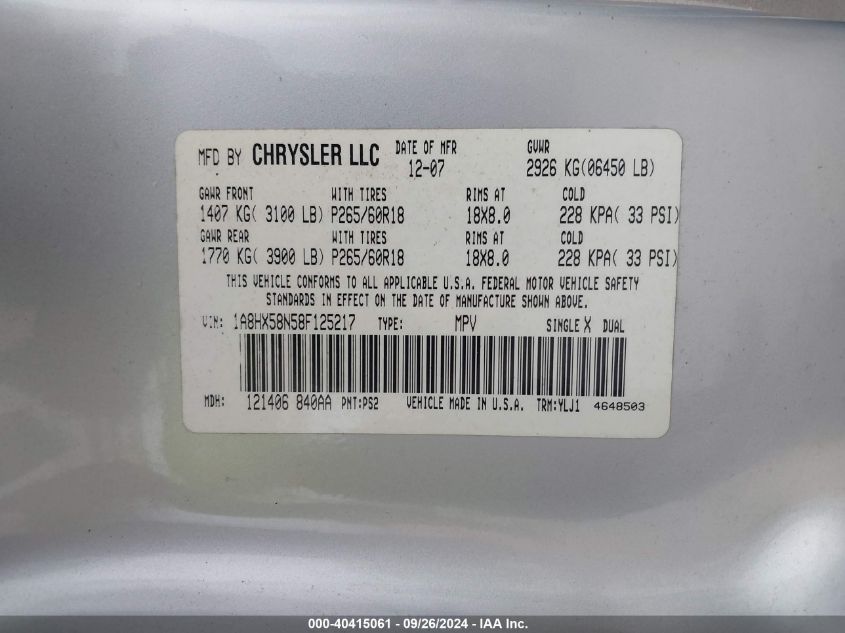 MFD BY CHRYSLER LLC DATE OF MFR GVWR
12-07 2926 KG(06450 LB)
GAWR FRONT WITH TIRES RIMS AT COLD
1407 KG( 3100 LB) P265/60R18 18X8.0 228 KPA( 33 PSI)
GAWR REAR WITH TIRES RIMS AT COLD
1770 KG( 3900 LB) P265/60R18 18X8.0 228 KPA( 33 PSI)
THIS VEHICLE CONFORMS TO ALL APPLICABLE U.S.A. FEDERAL MOTOR VEHICLE SAFETY
STANDARDS IN EFFECT ON THE DATE OF MANUFACTURE SHOWN ABOVE.
VIN: 1A8HX58N58F125217 TYPE: MPV SINGLE X DUAL
MDH: 121406 840AA PNT:PS2 VEHICLE MADE IN U.S.A. TRM:YLJ1 4648503
000-40415061 - 09/26/2024 - IAA Inc.